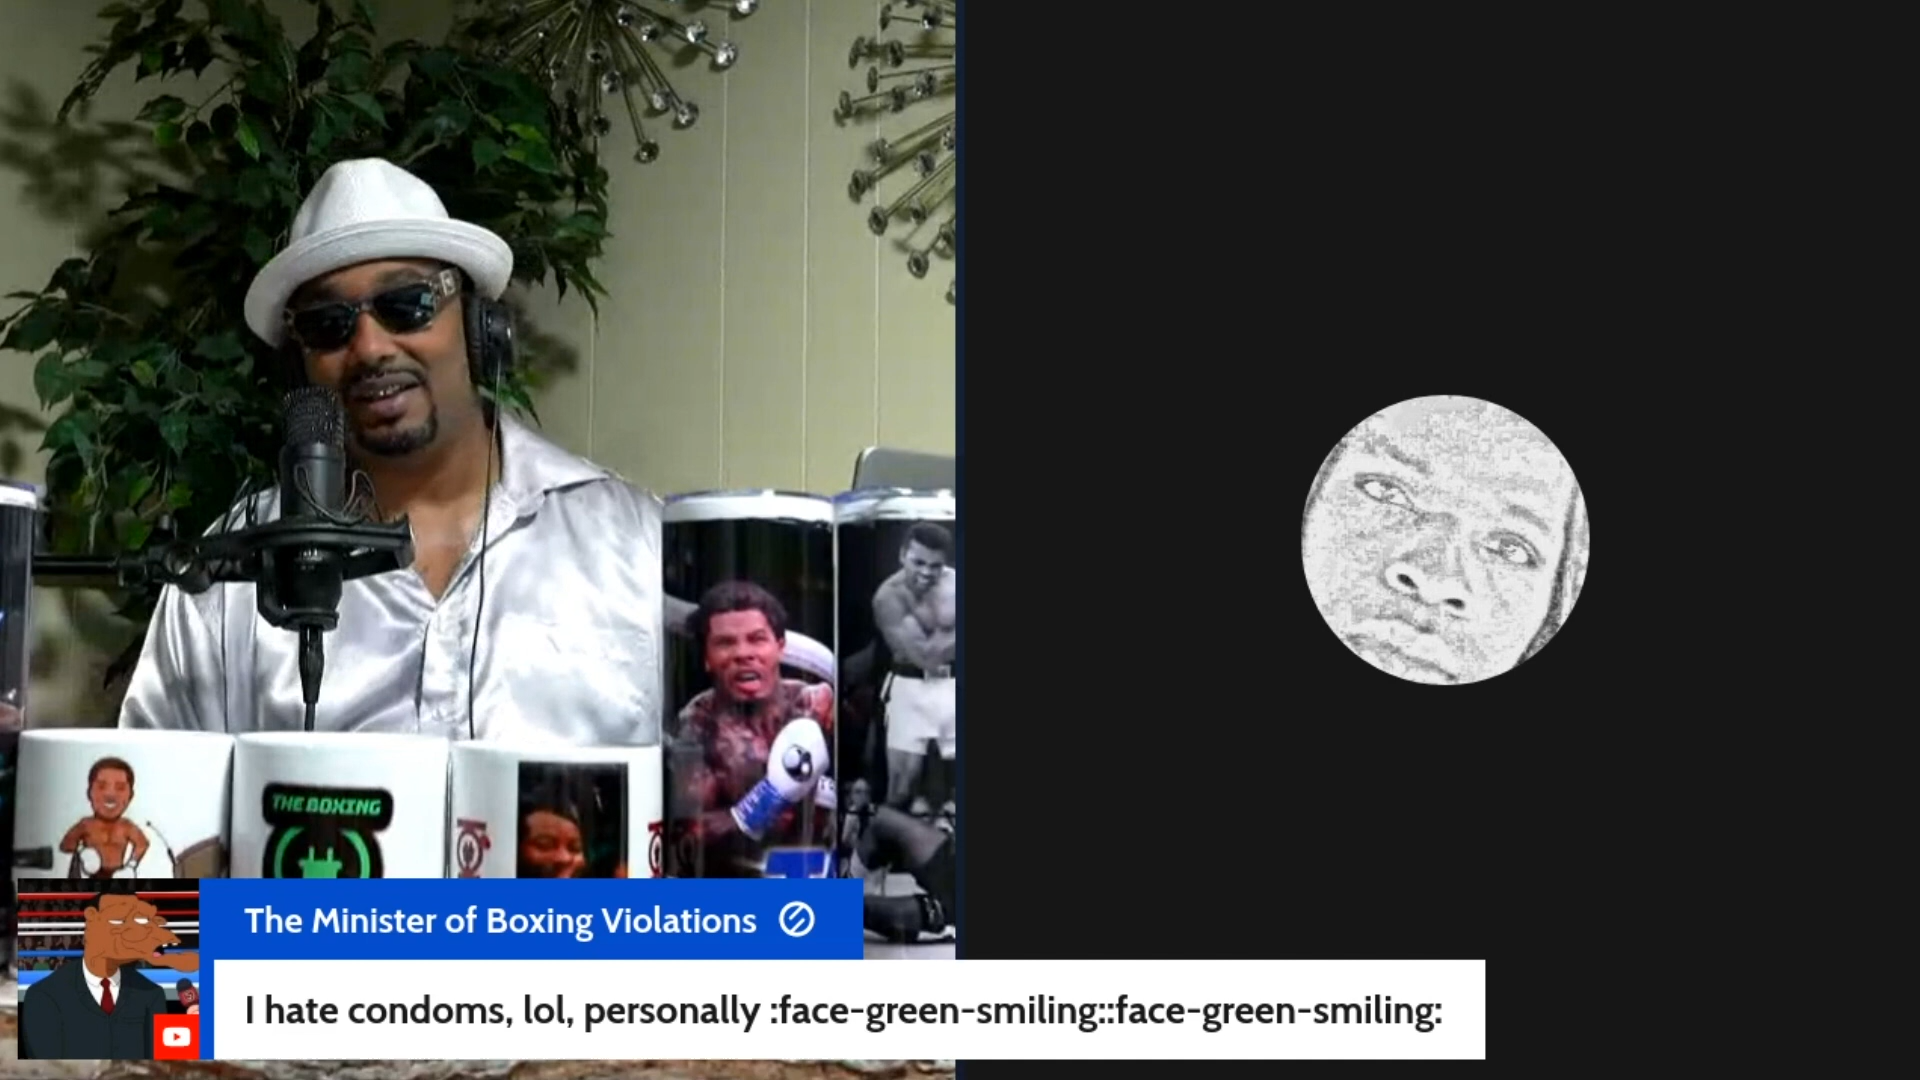 THE BOXING
The Minister of Boxing Violations
I hate condoms, lol, personally :face-green-smiling::face-green-smiling: